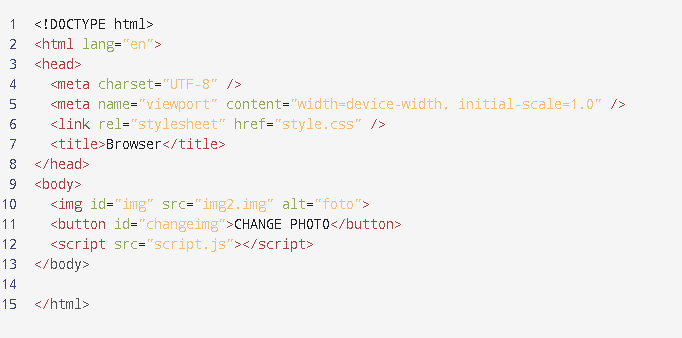 1 <!DOCTYPE html>
2 <html lang="en">
3 <head>
4 <meta charset="UTF-8" />
5 <meta name="viewport" content="width=device-width, initial-scale=1.0" />
6 <link rel="stylesheet" href="style.css" />
7 <title>Browser</title>
8 </head>
9 <body>
10 <img id="img" src="img2.img" alt="foto">
11 <button id="changeimg">CHANGE PHOTO</button>
12 <script src="script.js"></script>
13 </body>
14
15 </html>